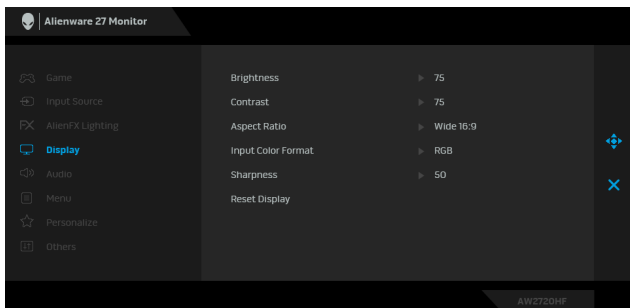 Alienware 27 Monitor
Game
Input Source
AlienFX Lighting
Display
Audio
Menu
Personalize
Others
Brightness 75
Contrast 75
Aspect Ratio Wide 16:9
Input Color Format RGB
Sharpness 50
Reset Display
AW2720HF